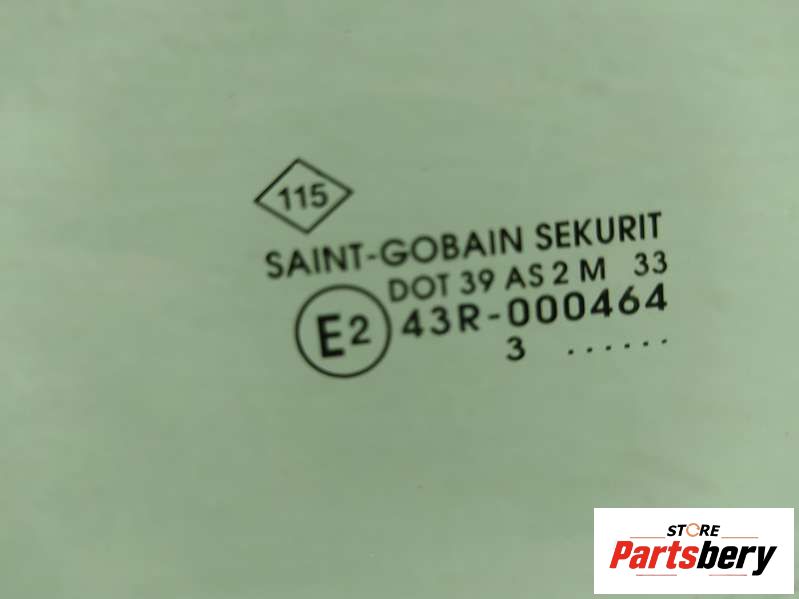 115
SAINT-GOBAIN SEKURIT
DOT 39 AS 2 M 33
E2 43R-000464
3 ......
STORE
Partsbery